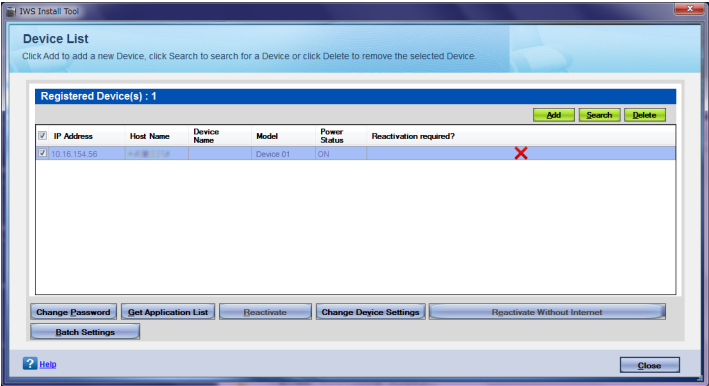 IWS Install Tool
Device List
Click Add to add a new Device, click Search to search for a Device or click Delete to remove the selected Device.
Registered Device(s) : 1
Add Search Delete
IP Address Host Name Device Name Model Power Status Reactivation required?
10.16.154.56 Device 01 ON
Change Password Get Application List Reactivate Change Device Settings Reactivate Without Internet
Batch Settings
? Help Close